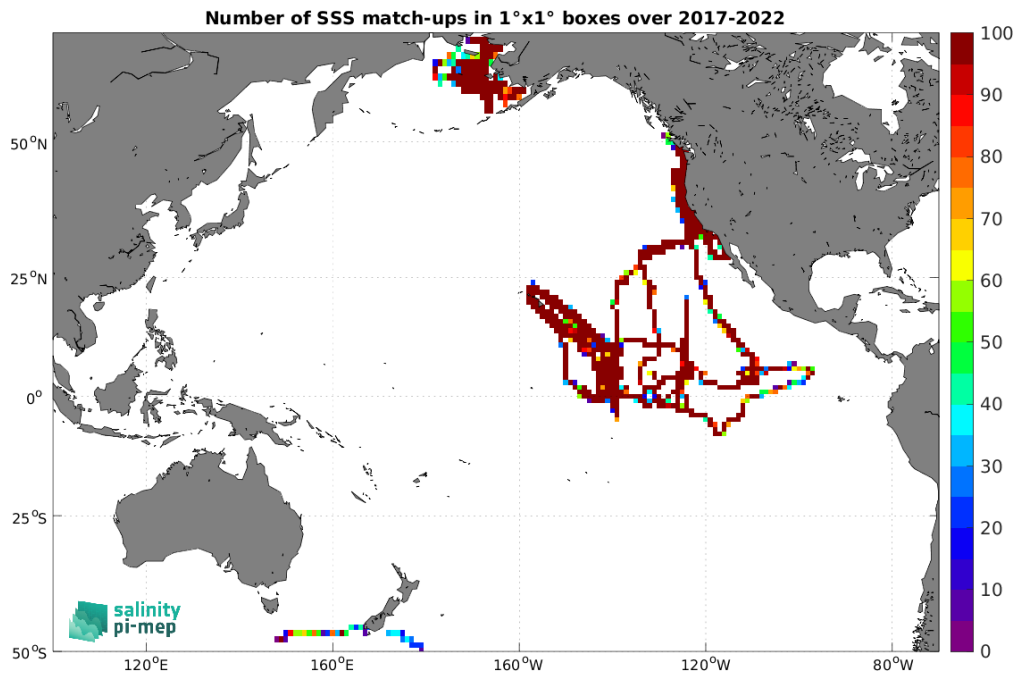 Number of SSS match-ups in 1°x1° boxes over 2017-2022
100
90
80
70
60
50
40
30
20
10
0
50°N
25°N
0°
25°S
50°S
120°E
160°E
160°W
120°W
80°W
salinity
pi-mep